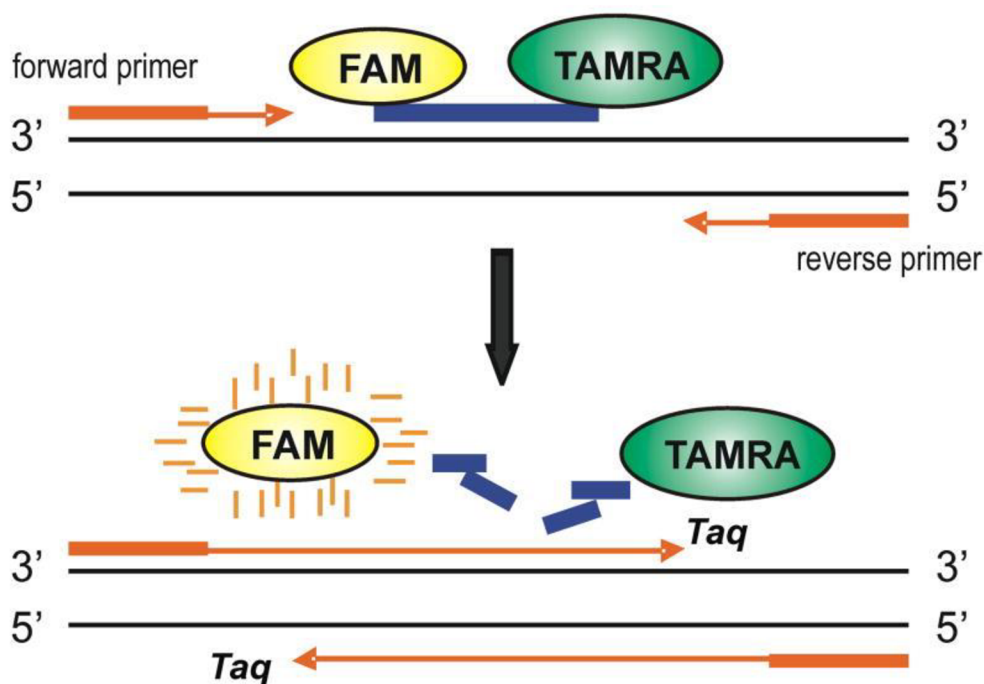 FAM
TAMRA
forward primer
3’ 3’
5’ 5’
reverse primer
FAM
TAMRA
Taq
3’ 3’
5’ 5’
Taq